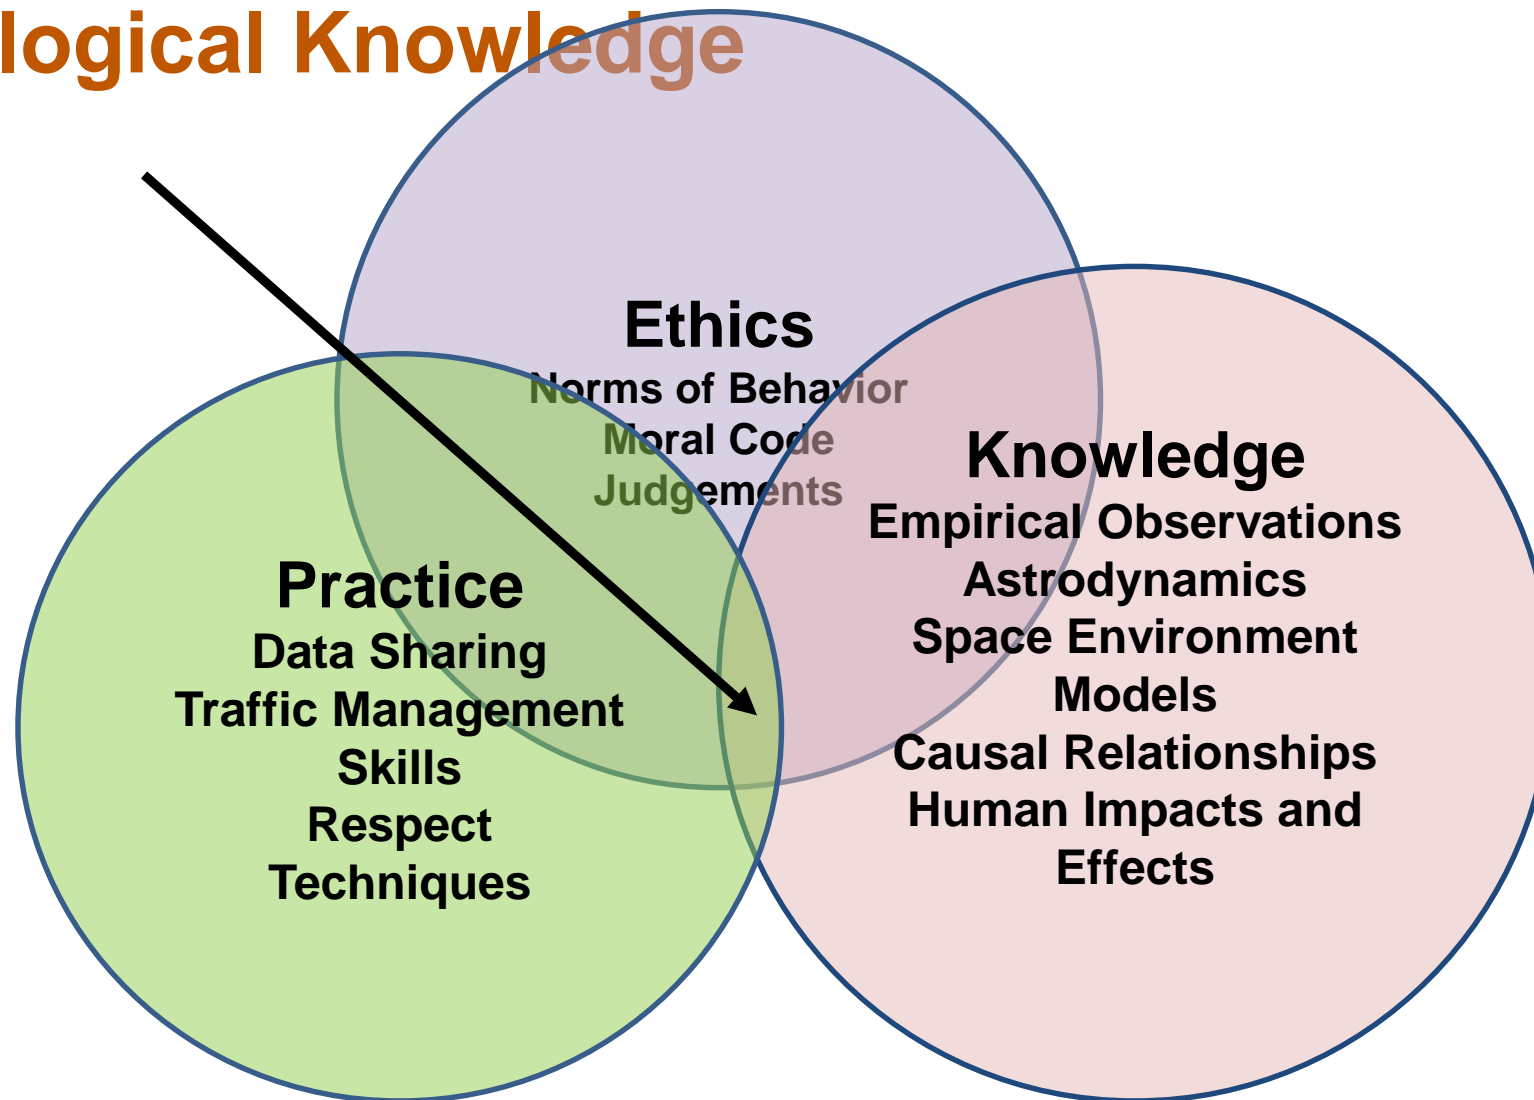 logical Knowledge
Ethics
Norms of Behavior
Moral Code
Judgements
Knowledge
Empirical Observations
Astrodynamics
Space Environment
Models
Causal Relationships
Human Impacts and
Effects
Practice
Data Sharing
Traffic Management
Skills
Respect
Techniques